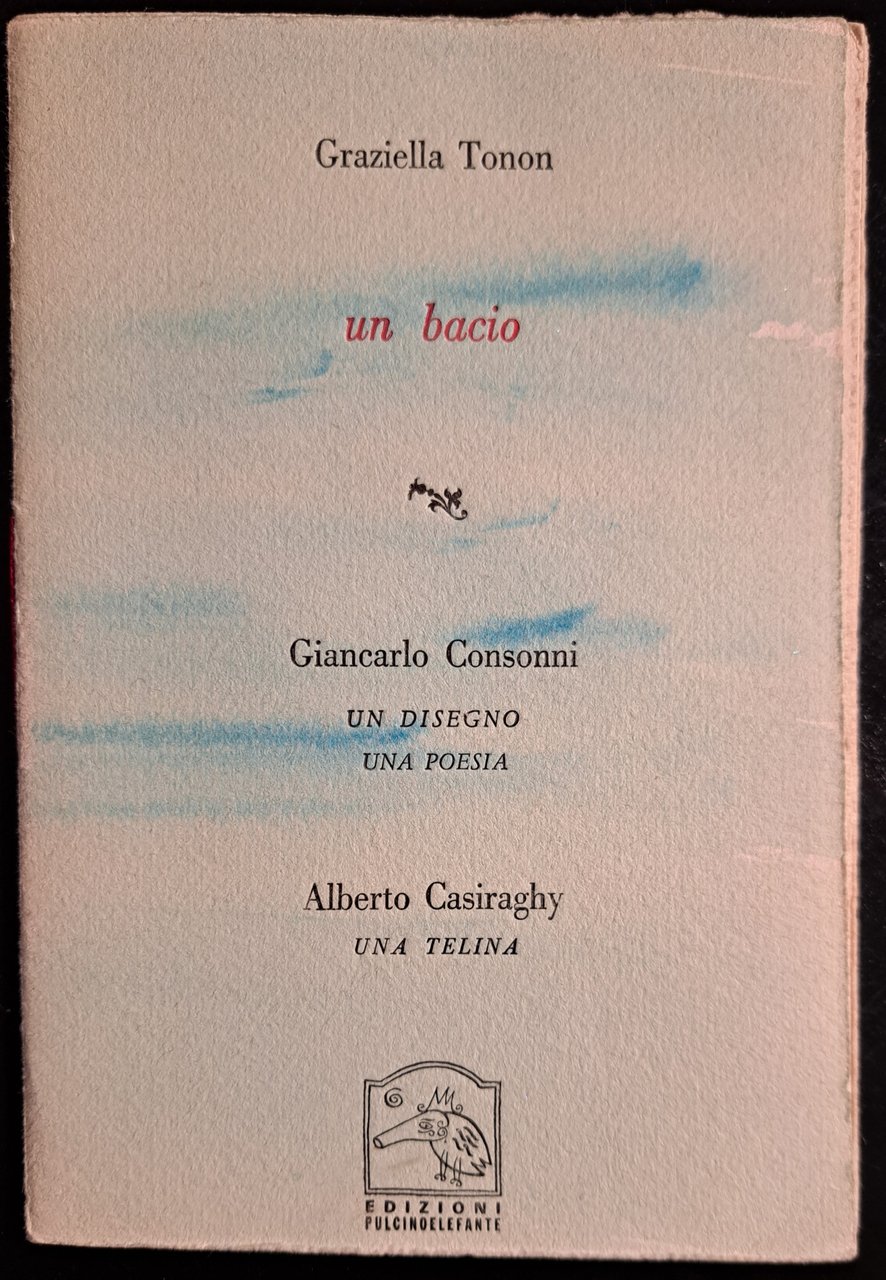 Graziella Tonon
un bacio
Giancarlo Consonni
UN DISEGNO
UNA POESIA
Alberto Casiraghy
UNA TELINA
EDIZIONI
PULCINOELEFANTE